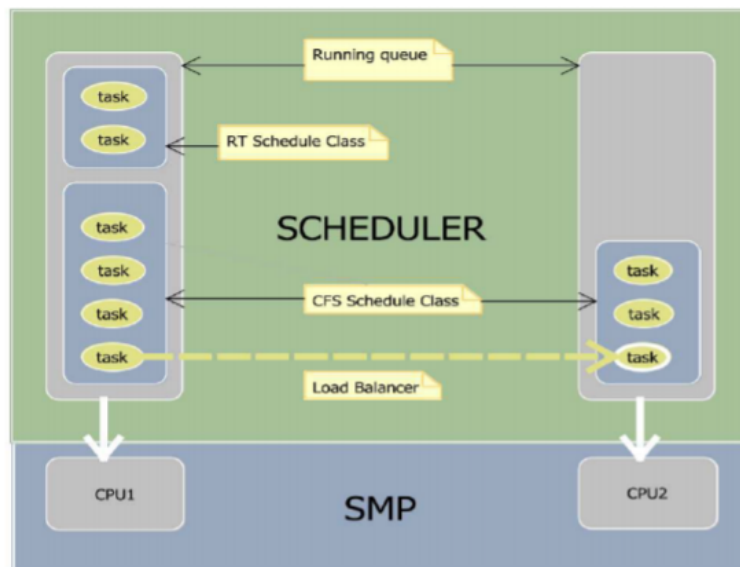 Running queue
task
task
RT Schedule Class
SCHEDULER
task
task
task
CFS Schedule Class
task
task
task
task
Load Balancer
CPU1
SMP
CPU2